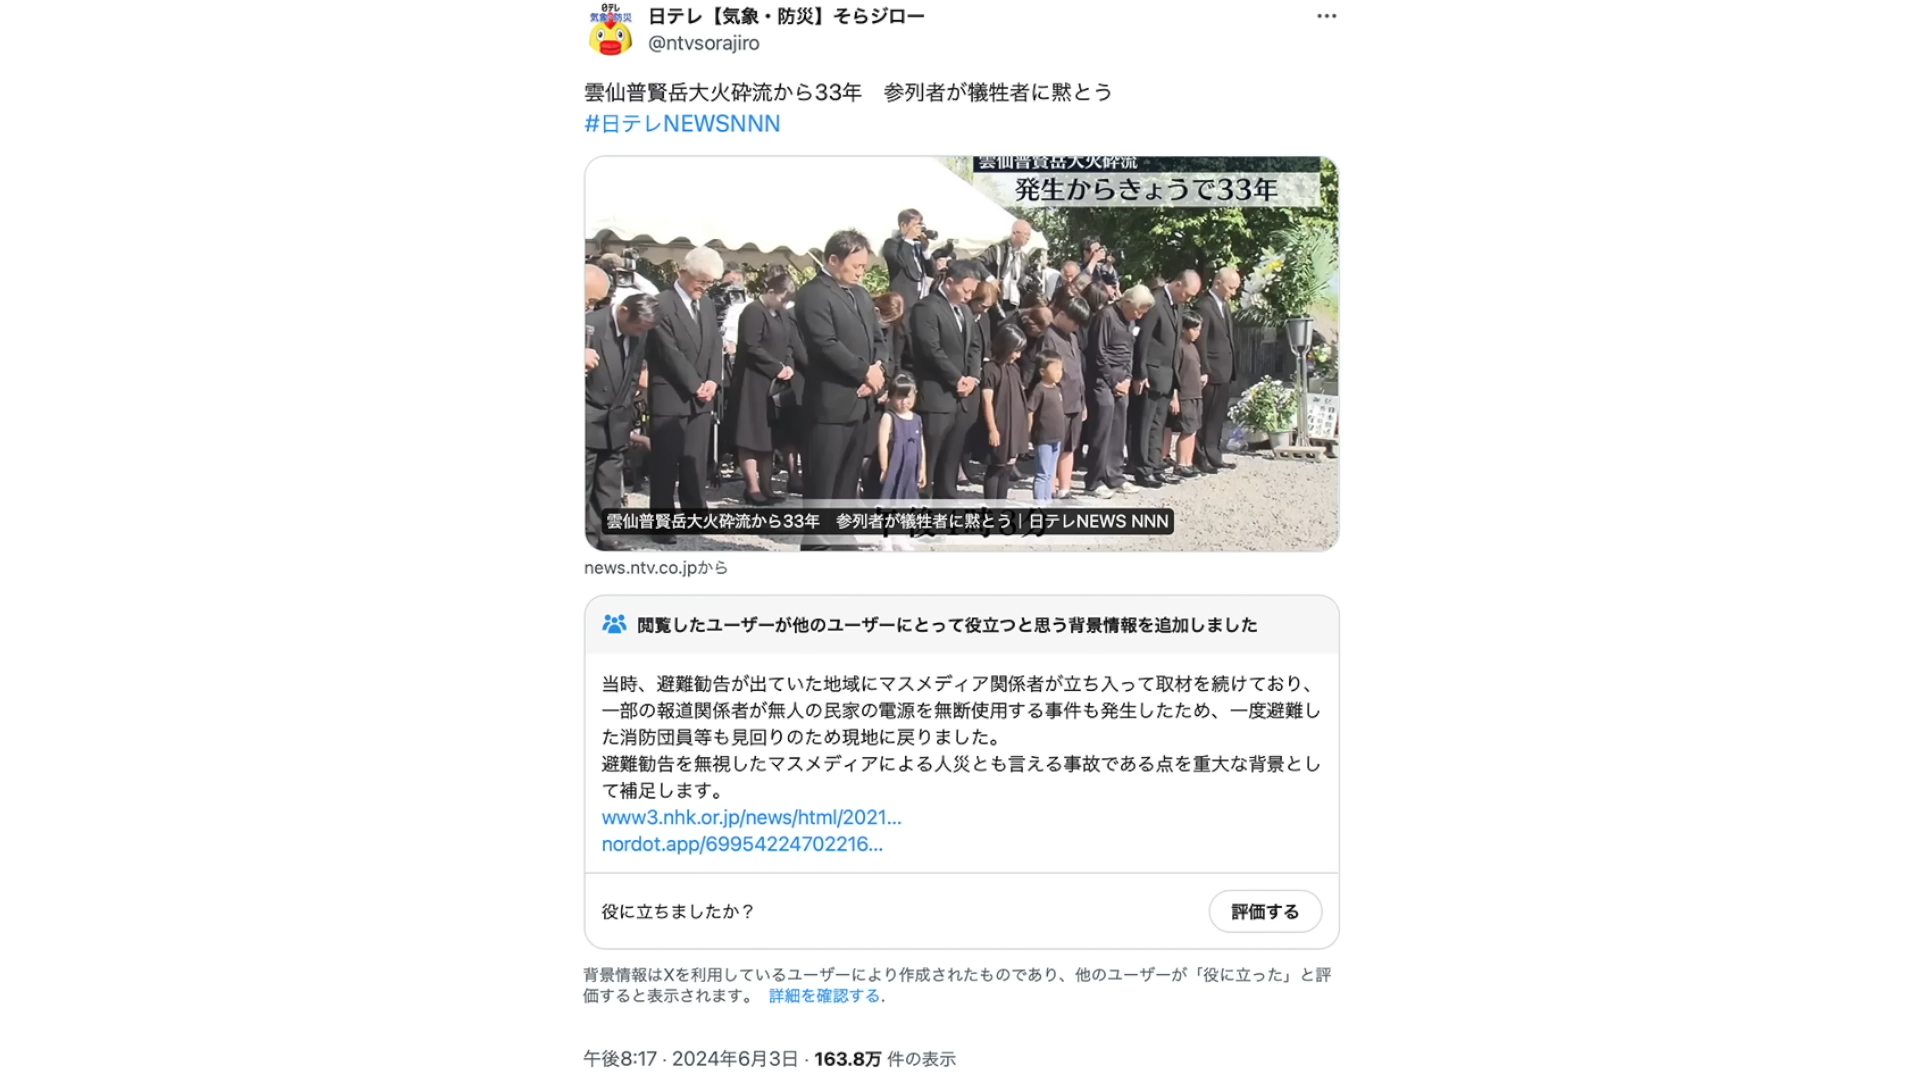 日テレ
気象 防災
日テレ【気象・防災】そらジロー
@ntvsorajiro
雲仙普賢岳大火砕流から33年　参列者が犠牲者に黙とう
#日テレNEWSNNN
雲仙普賢岳大火砕流
発生からきょうで33年
雲仙普賢岳大火砕流から33年　参列者が犠牲者に黙とう｜日テレNEWS NNN
news.ntv.co.jpから
閲覧したユーザーが他のユーザーにとって役立つと思う背景情報を追加しました
当時、避難勧告が出ていた地域にマスメディア関係者が立ち入って取材を続けており、
一部の報道関係者が無人の民家の電源を無断使用する事件も発生したため、一度避難し
た消防団員等も見回りのため現地に戻りました。
避難勧告を無視したマスメディアによる人災とも言える事故である点を重大な背景とし
て補足します。
www3.nhk.or.jp/news/html/2021...
nordot.app/69954224702216...
役に立ちましたか？
評価する
背景情報はXを利用しているユーザーにより作成されたものであり、他のユーザーが「役に立った」と評
価すると表示されます。 詳細を確認する.
午後8:17 · 2024年6月3日 · 163.8万 件の表示